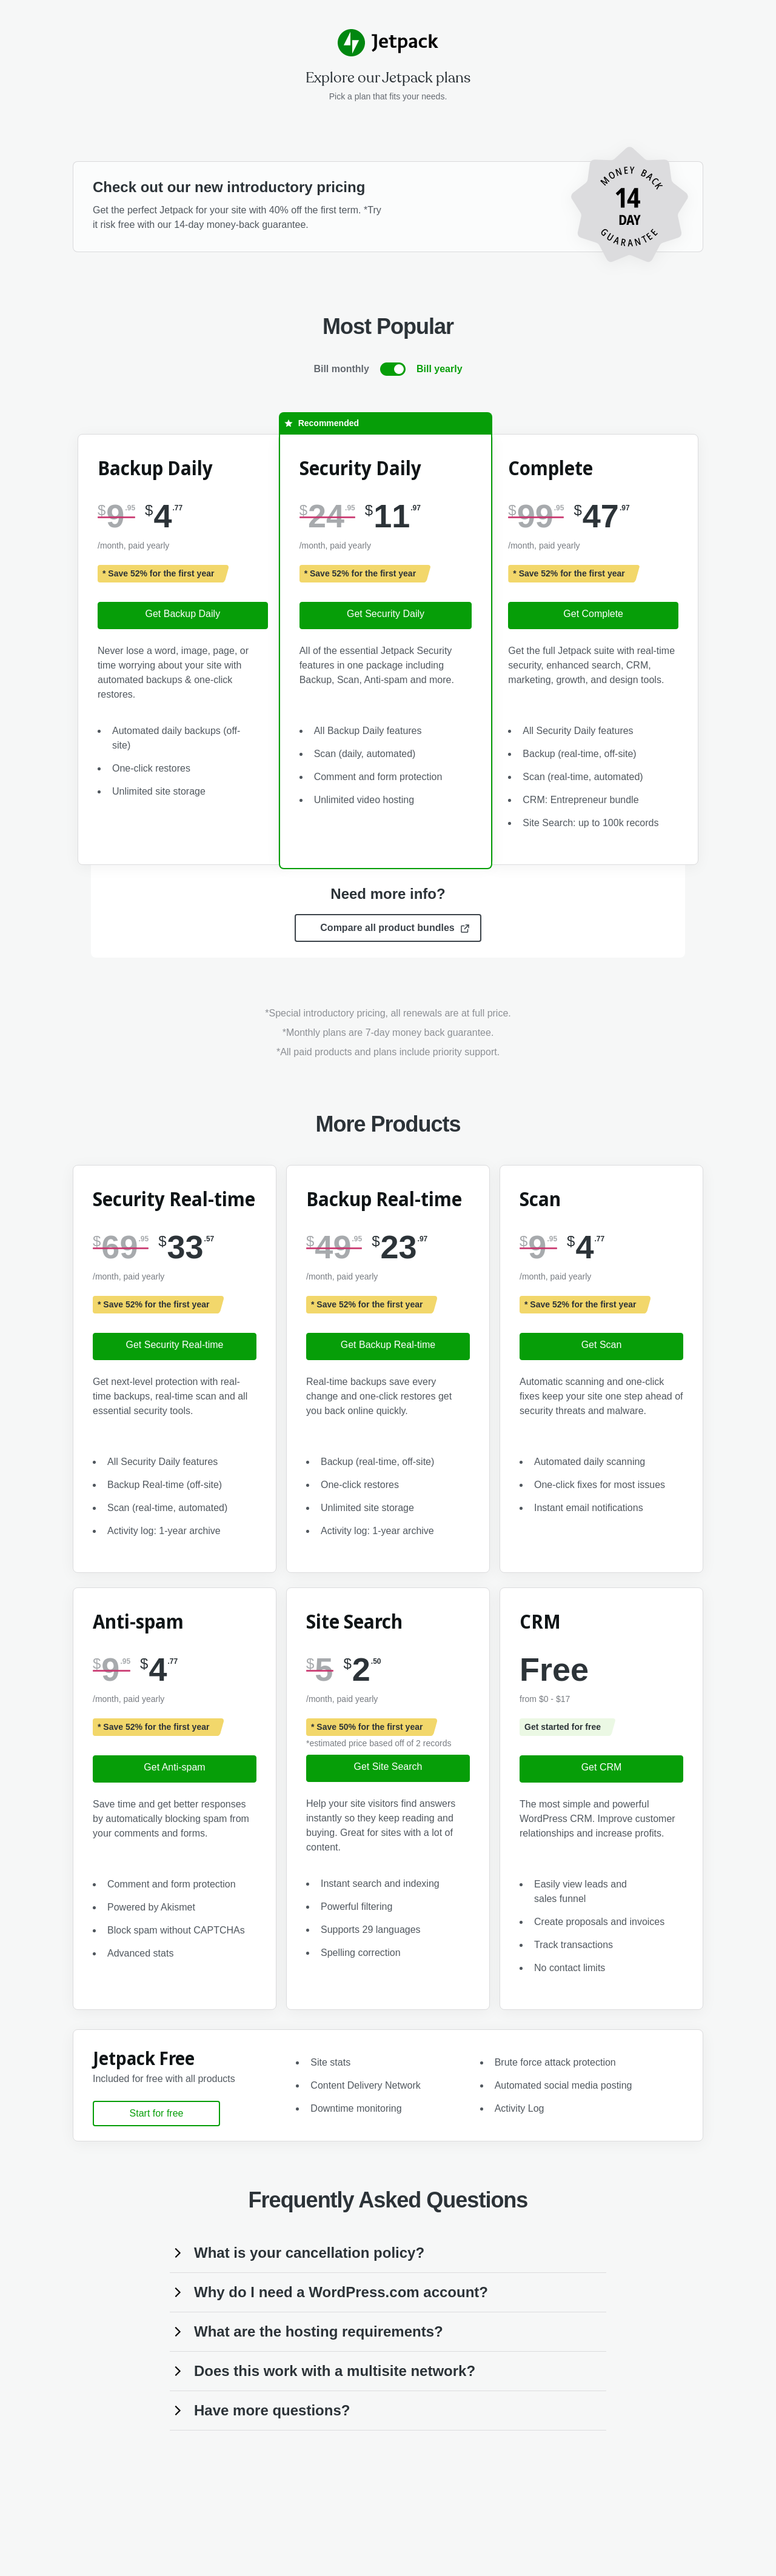 Jetpack
Explore our Jetpack plans
Pick a plan that fits your needs.
Check out our new introductory pricing
Get the perfect Jetpack for your site with 40% off the first term. *Try
it risk free with our 14-day money-back guarantee.
MONEY BACK
14
DAY
GUARANTEE
Most Popular
Bill monthly Bill yearly
Recommended
Backup Daily
$9.95 $4.77
/month, paid yearly
* Save 52% for the first year
Get Backup Daily
Never lose a word, image, page, or
time worrying about your site with
automated backups & one-click
restores.
• Automated daily backups (off-
site)
• One-click restores
• Unlimited site storage
Security Daily
$24.95 $11.97
/month, paid yearly
* Save 52% for the first year
Get Security Daily
All of the essential Jetpack Security
features in one package including
Backup, Scan, Anti-spam and more.
• All Backup Daily features
• Scan (daily, automated)
• Comment and form protection
• Unlimited video hosting
Complete
$99.95 $47.97
/month, paid yearly
* Save 52% for the first year
Get Complete
Get the full Jetpack suite with real-time
security, enhanced search, CRM,
marketing, growth, and design tools.
• All Security Daily features
• Backup (real-time, off-site)
• Scan (real-time, automated)
• CRM: Entrepreneur bundle
• Site Search: up to 100k records
Need more info?
Compare all product bundles
*Special introductory pricing, all renewals are at full price.
*Monthly plans are 7-day money back guarantee.
*All paid products and plans include priority support.
More Products
Security Real-time
$69.95 $33.57
/month, paid yearly
* Save 52% for the first year
Get Security Real-time
Get next-level protection with real-
time backups, real-time scan and all
essential security tools.
• All Security Daily features
• Backup Real-time (off-site)
• Scan (real-time, automated)
• Activity log: 1-year archive
Backup Real-time
$49.95 $23.97
/month, paid yearly
* Save 52% for the first year
Get Backup Real-time
Real-time backups save every
change and one-click restores get
you back online quickly.
• Backup (real-time, off-site)
• One-click restores
• Unlimited site storage
• Activity log: 1-year archive
Scan
$9.95 $4.77
/month, paid yearly
* Save 52% for the first year
Get Scan
Automatic scanning and one-click
fixes keep your site one step ahead of
security threats and malware.
• Automated daily scanning
• One-click fixes for most issues
• Instant email notifications
Anti-spam
$9.95 $4.77
/month, paid yearly
* Save 52% for the first year
Get Anti-spam
Save time and get better responses
by automatically blocking spam from
your comments and forms.
• Comment and form protection
• Powered by Akismet
• Block spam without CAPTCHAs
• Advanced stats
Site Search
$5 $2.50
/month, paid yearly
* Save 50% for the first year
*estimated price based off of 2 records
Get Site Search
Help your site visitors find answers
instantly so they keep reading and
buying. Great for sites with a lot of
content.
• Instant search and indexing
• Powerful filtering
• Supports 29 languages
• Spelling correction
CRM
Free
from $0 - $17
Get started for free
Get CRM
The most simple and powerful
WordPress CRM. Improve customer
relationships and increase profits.
• Easily view leads and
sales funnel
• Create proposals and invoices
• Track transactions
• No contact limits
Jetpack Free
Included for free with all products
Start for free
• Site stats
• Content Delivery Network
• Downtime monitoring
• Brute force attack protection
• Automated social media posting
• Activity Log
Frequently Asked Questions
What is your cancellation policy?
Why do I need a WordPress.com account?
What are the hosting requirements?
Does this work with a multisite network?
Have more questions?